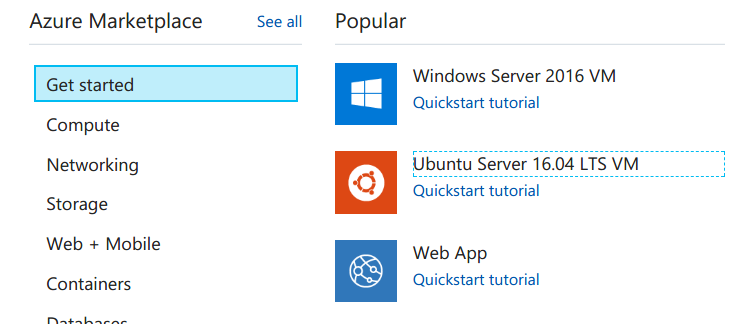 Azure Marketplace
See all
Get started
Compute
Networking
Storage
Web + Mobile
Containers
Databases
Popular
Windows Server 2016 VM
Quickstart tutorial
Ubuntu Server 16.04 LTS VM
Quickstart tutorial
Web App
Quickstart tutorial